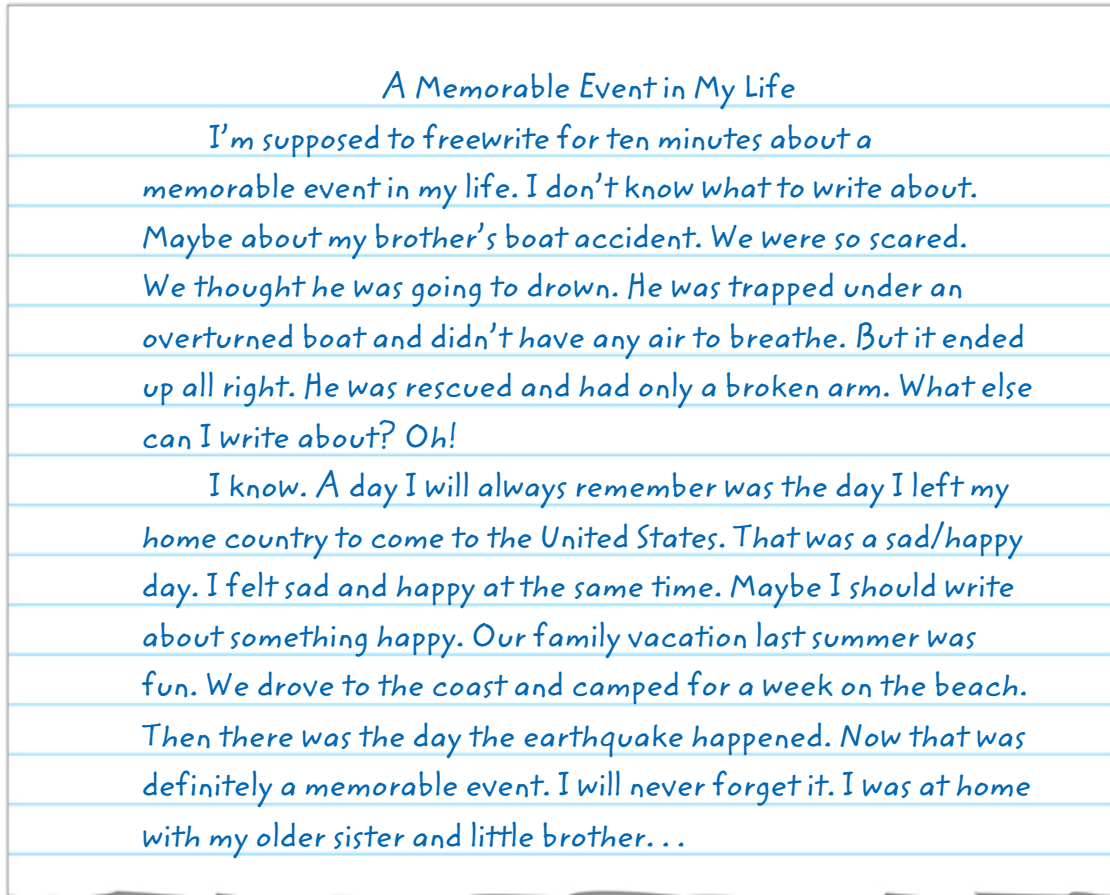 A Memorable Event in My Life
I'm supposed to freewrite for ten minutes about a
memorable event in my life. I don't know what to write about.
Maybe about my brother's boat accident. We were so scared.
We thought he was going to drown. He was trapped under an
overturned boat and didn't have any air to breathe. But it ended
up all right. He was rescued and had only a broken arm. What else
can I write about? Oh!
I know. A day I will always remember was the day I left my
home country to come to the United States. That was a sad/happy
day. I felt sad and happy at the same time. Maybe I should write
about something happy. Our family vacation last summer was
fun. We drove to the coast and camped for a week on the beach.
Then there was the day the earthquake happened. Now that was
definitely a memorable event. I will never forget it. I was at home
with my older sister and little brother. . .